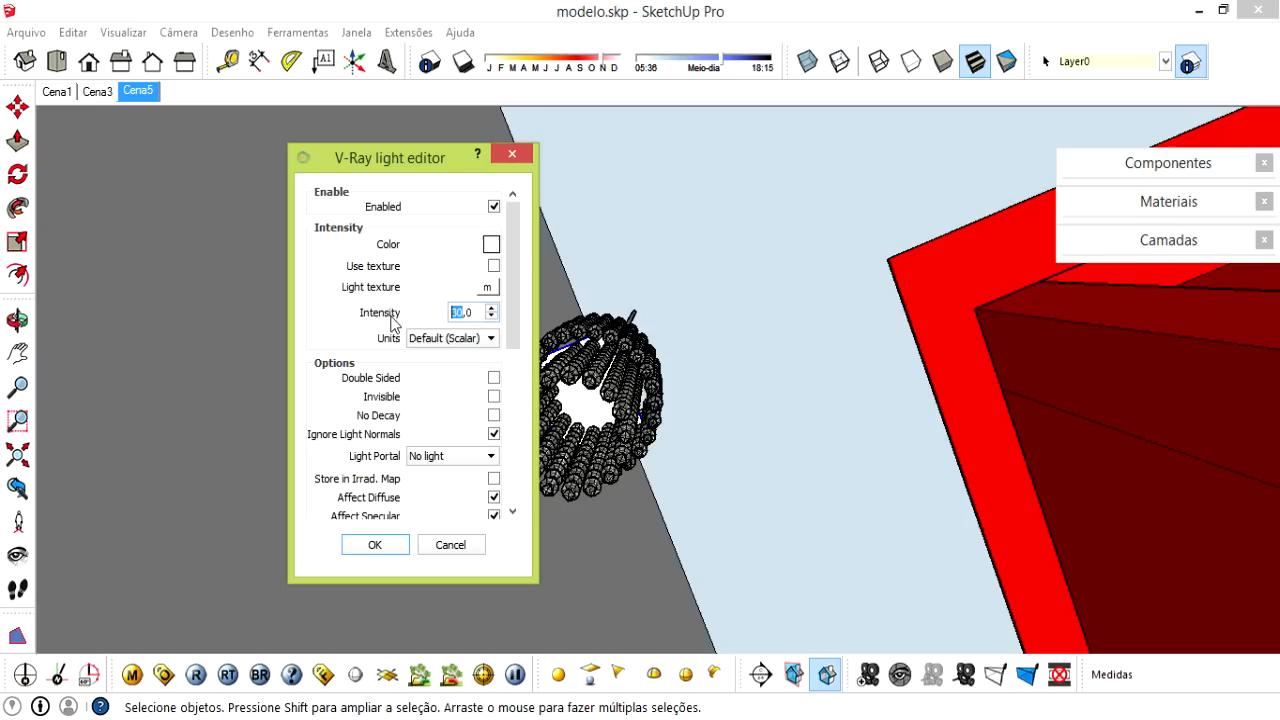 modelo.skp - SketchUp Pro
Arquivo Editar Visualizar Câmera Desenho Ferramentas Janela Extensões Ajuda
A1
J F M A M J J A S O N D
05:36 Meio-dia 18:15
Layer0
Cena1 Cena3 Cena5
V-Ray light editor
?
Enable
Enabled
Intensity
Color
Use texture
Light texture m
Intensity 30,0
Units Default (Scalar)
Options
Double Sided
Invisible
No Decay
Ignore Light Normals
Light Portal No light
Store in Irrad. Map
Affect Diffuse
Affect Specular
OK Cancel
Componentes
Materiais
Camadas
M R RT BR ?
Medidas
Selecione objetos. Pressione Shift para ampliar a seleção. Arraste o mouse para fazer múltiplas seleções.